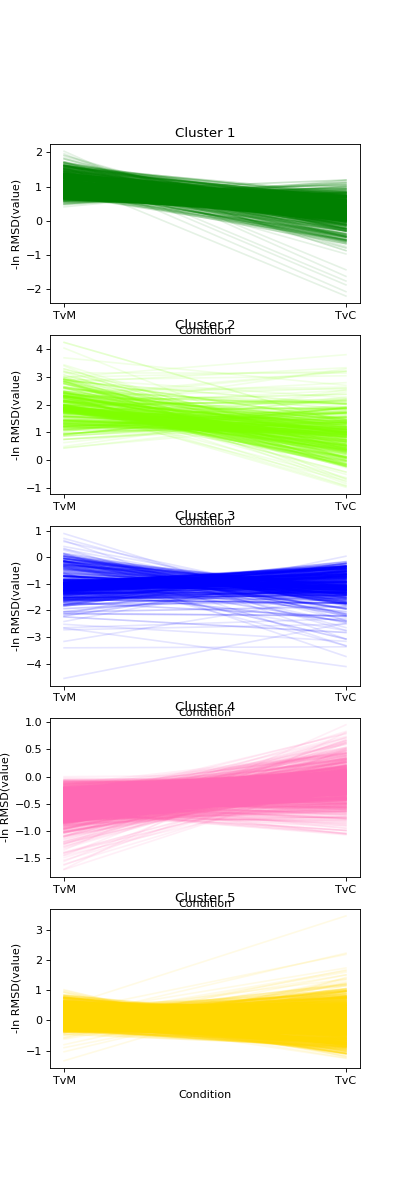 Cluster 1
2
1
0
−1
−2
-ln RMSD(value)
TvM
TvC
Condition
Cluster 2
4
3
2
1
0
−1
-ln RMSD(value)
TvM
TvC
Condition
Cluster 3
1
0
−1
−2
−3
−4
-ln RMSD(value)
TvM
TvC
Condition
Cluster 4
1.0
0.5
0.0
−0.5
−1.0
−1.5
-ln RMSD(value)
TvM
TvC
Condition
Cluster 5
3
2
1
0
−1
-ln RMSD(value)
TvM
TvC
Condition